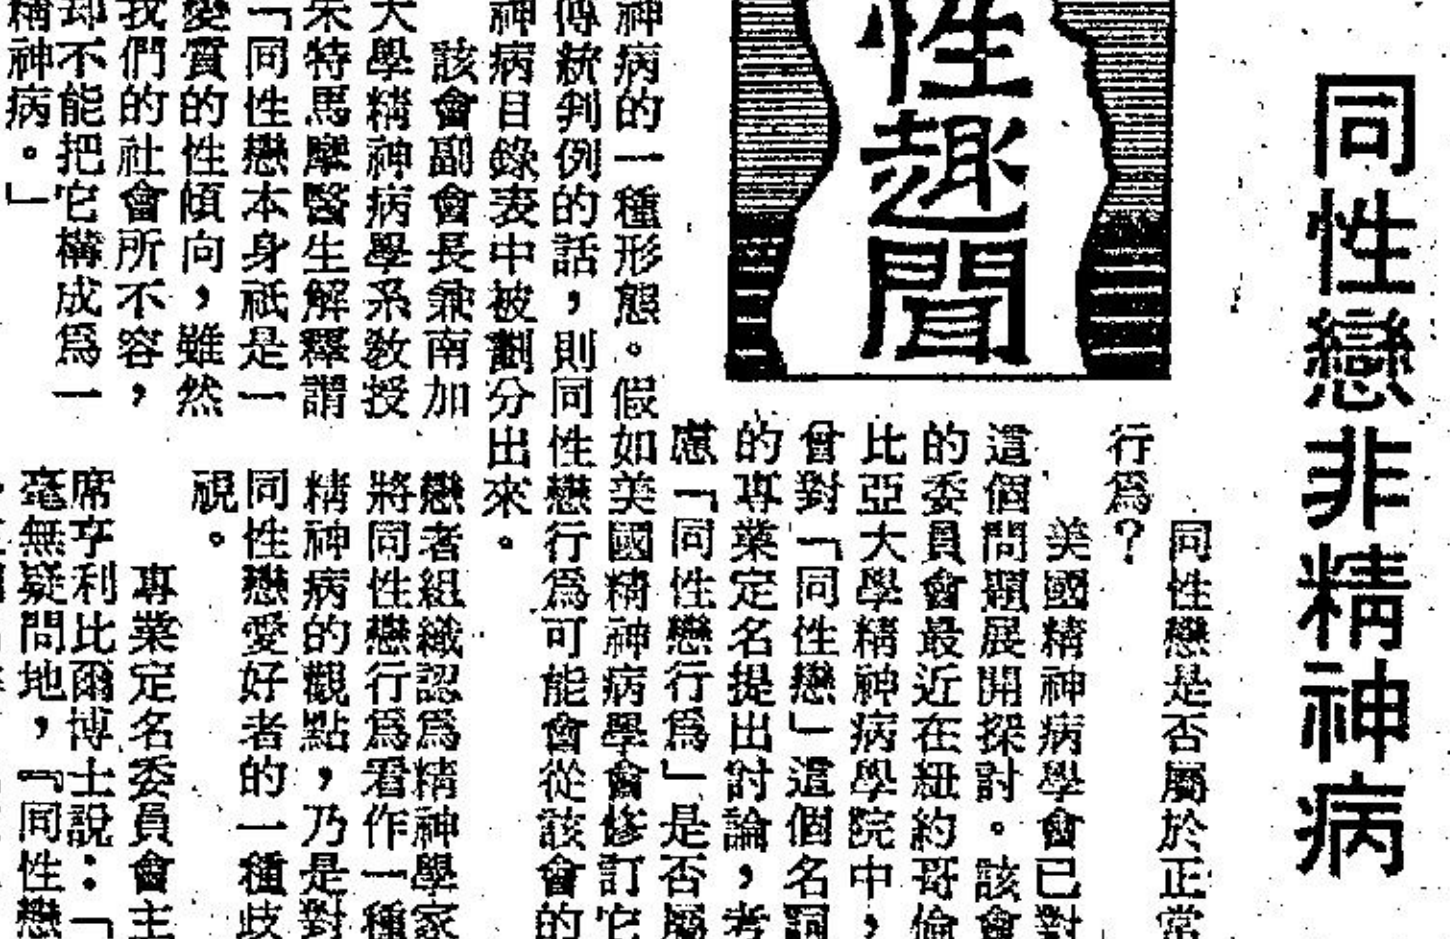 同性戀非精神病
性趣聞
同性戀是否屬於正常
行爲?
美國精神病學會已對
這個問題展開探討。該會
的委員會最近在紐約哥倫
比亞大學精神病學院中，
會對「同性戀」這個名詞
的專業定名提出討論，考
慮「同性戀行爲」是否屬
神病的一種形態。假如美國精神病學會修訂它
傳統判例的話，則同性戀行爲可能會從該會的
神病目錄表中被劃分出來。
該會副會長兼南加
大學精神病學系教授
朱特馬摩醫生解釋謂
「同性戀本身祇是一
變質的性傾向，雖然
我們的社會所不容，
却不能把它構成爲一
精神病。」
戀者組織認爲精神學家
將同性戀行爲看作一種
精神病的觀點，乃是對
同性戀愛好者的一種歧
視。
專業定名委員會主
席亨利比爾博士說：「
毫無疑問地，『同性戀